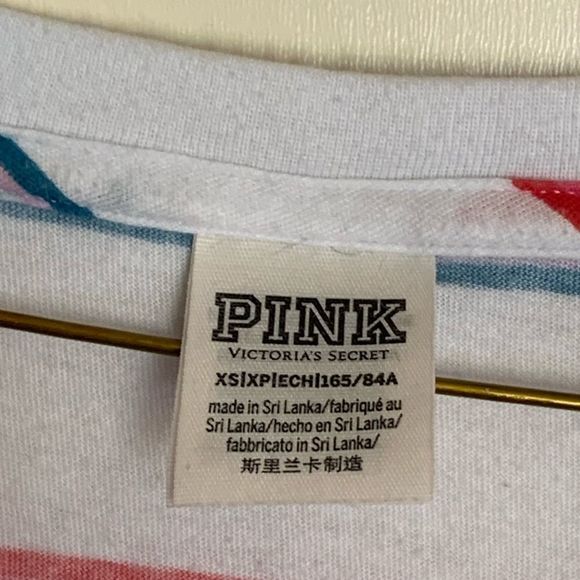 PINK
VICTORIA'S SECRET
XS|XP|ECH|165/84A
made in Sri Lanka/fabriqué au
Sri Lanka/hecho en Sri Lanka/
fabbricato in Sri Lanka/
斯里兰卡制造